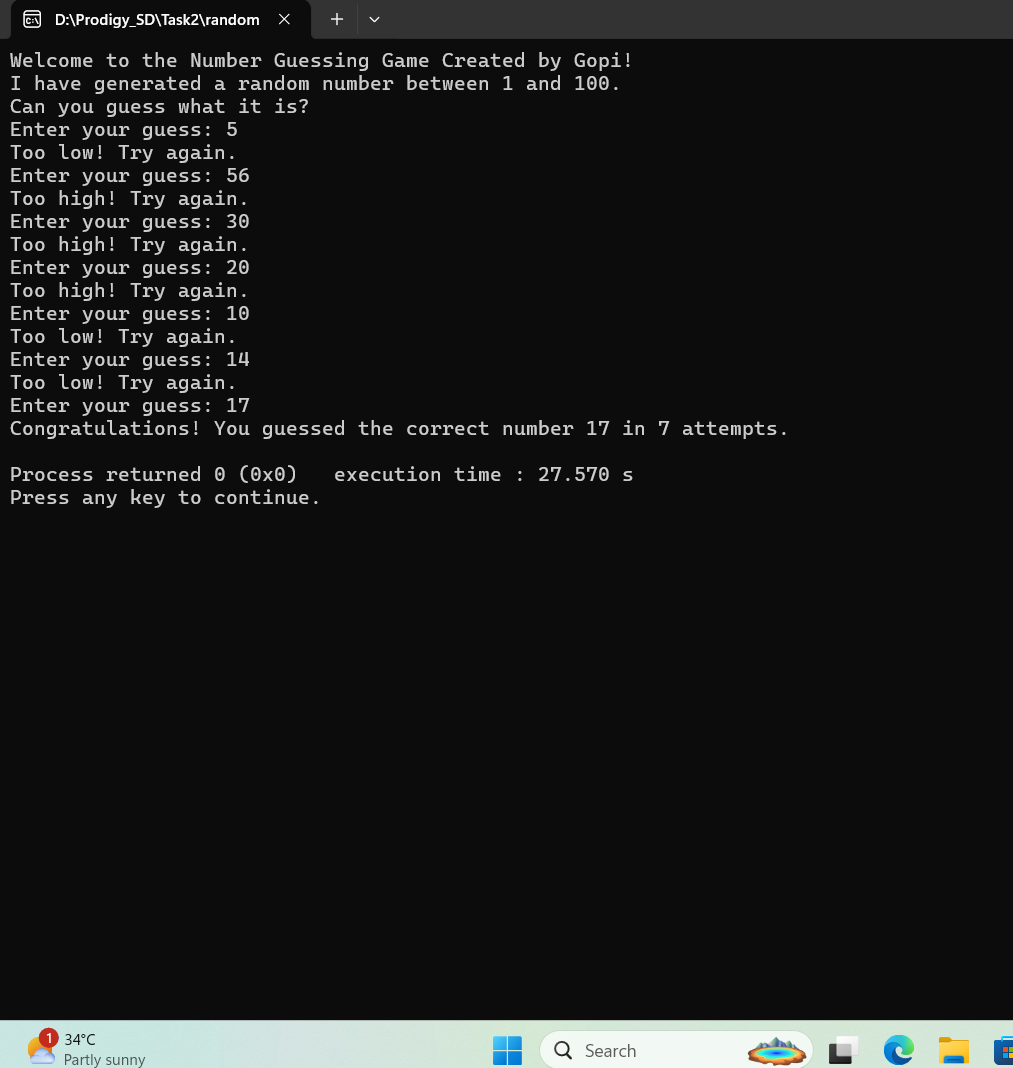 D:\Prodigy_SD\Task2\random
Welcome to the Number Guessing Game Created by Gopi!
I have generated a random number between 1 and 100.
Can you guess what it is?
Enter your guess: 5
Too low! Try again.
Enter your guess: 56
Too high! Try again.
Enter your guess: 30
Too high! Try again.
Enter your guess: 20
Too high! Try again.
Enter your guess: 10
Too low! Try again.
Enter your guess: 14
Too low! Try again.
Enter your guess: 17
Congratulations! You guessed the correct number 17 in 7 attempts.
Process returned 0 (0x0)   execution time : 27.570 s
Press any key to continue.
1
34°C
Partly sunny
Search